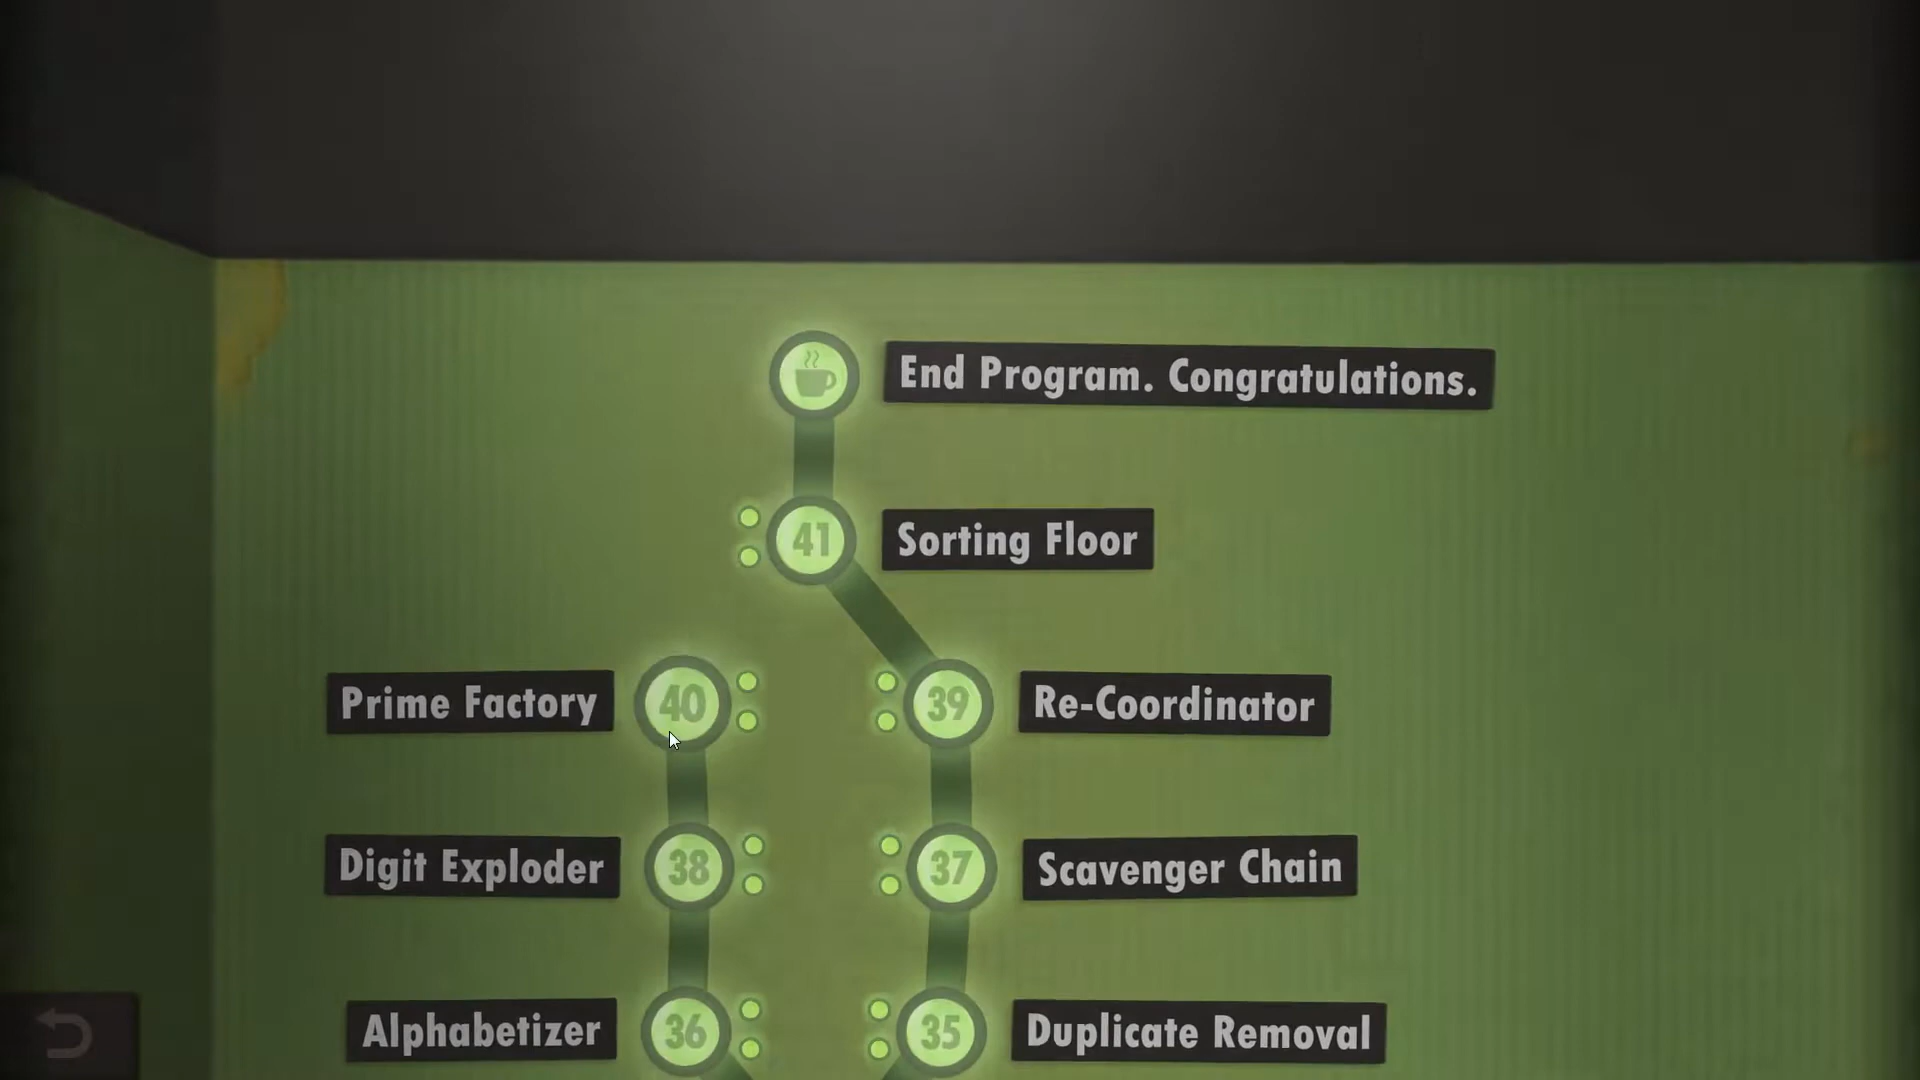 End Program. Congratulations.
41 Sorting Floor
Prime Factory 40 39 Re-Coordinator
Digit Exploder 38 37 Scavenger Chain
Alphabetizer 36 35 Duplicate Removal